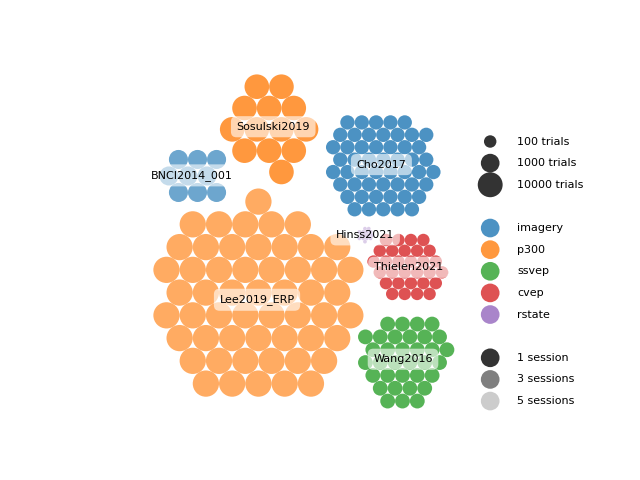 Sosulski2019
Cho2017
BNCI2014_001
Hinss2021
Thielen2021
Lee2019_ERP
Wang2016
100 trials
1000 trials
10000 trials
imagery
p300
ssvep
cvep
rstate
1 session
3 sessions
5 sessions